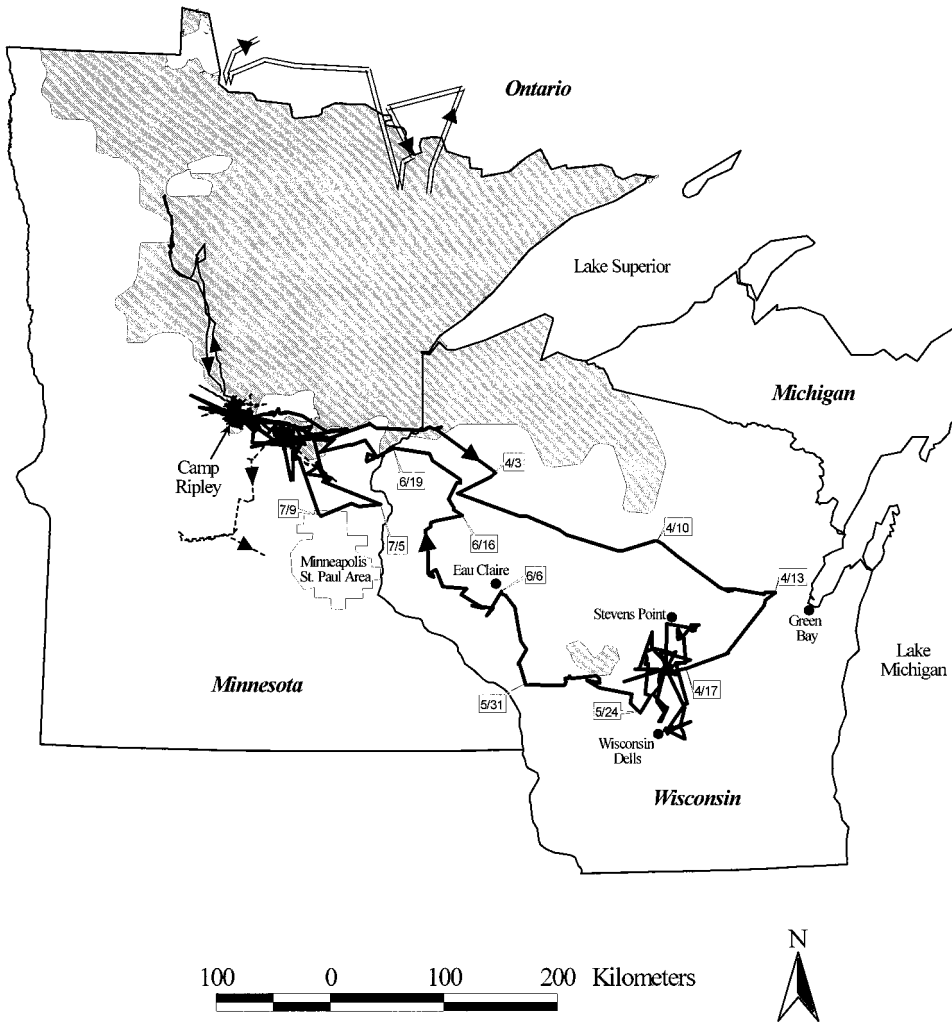 Ontario
Lake Superior
Michigan
Camp
Ripley
4/3
6/19
7/9
7/5
6/16
4/10
Minneapolis
St. Paul Area
Eau Claire
6/6
4/13
Stevens Point
Green
Bay
Lake
Michigan
Minnesota
4/17
5/31
5/24
Wisconsin
Dells
Wisconsin
N
100 0 100 200 Kilometers